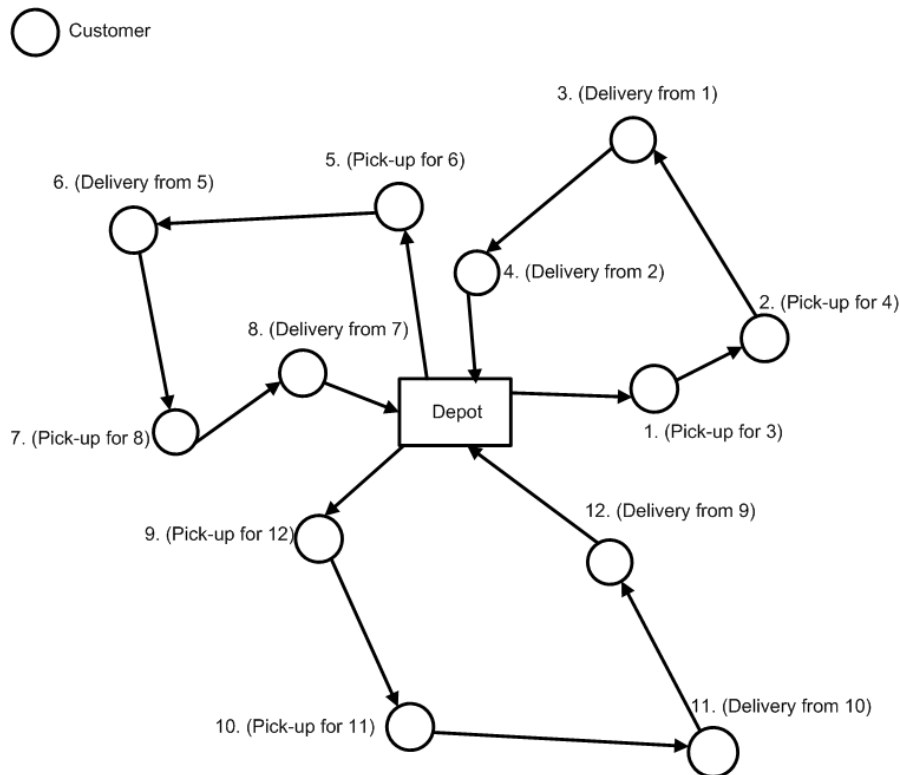 Customer
3. (Delivery from 1)
5. (Pick-up for 6)
6. (Delivery from 5)
4. (Delivery from 2)
2. (Pick-up for 4)
8. (Delivery from 7)
Depot
1. (Pick-up for 3)
7. (Pick-up for 8)
12. (Delivery from 9)
9. (Pick-up for 12)
11. (Delivery from 10)
10. (Pick-up for 11)